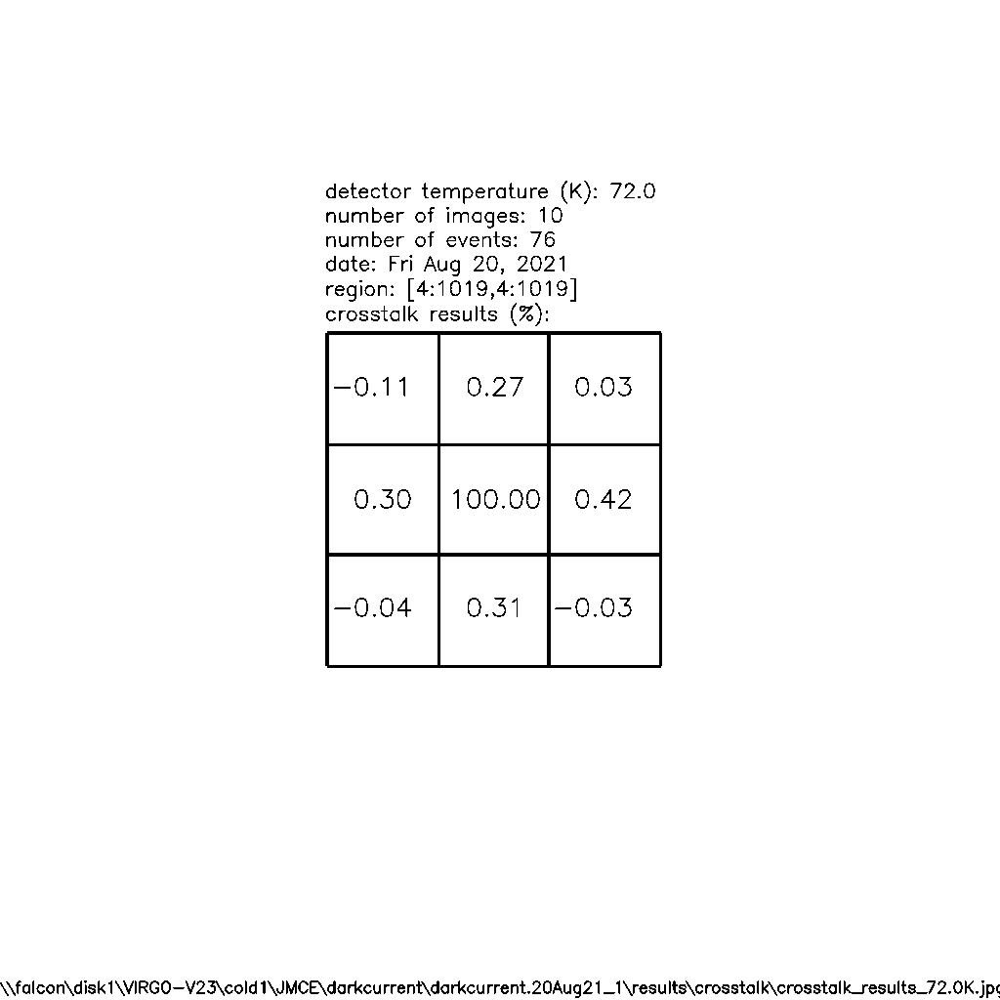 detector temperature (K): 72.0
number of images: 10
number of events: 76
date: Fri Aug 20, 2021
region: [4:1019,4:1019]
crosstalk results (%):
-0.11 0.27 0.03
0.30 100.00 0.42
-0.04 0.31 -0.03
\\falcon\disk1\VIRGO-V23\cold1\JMCE\darkcurrent\darkcurrent.20Aug21_1\results\crosstalk\crosstalk_results_72.0K.jpg